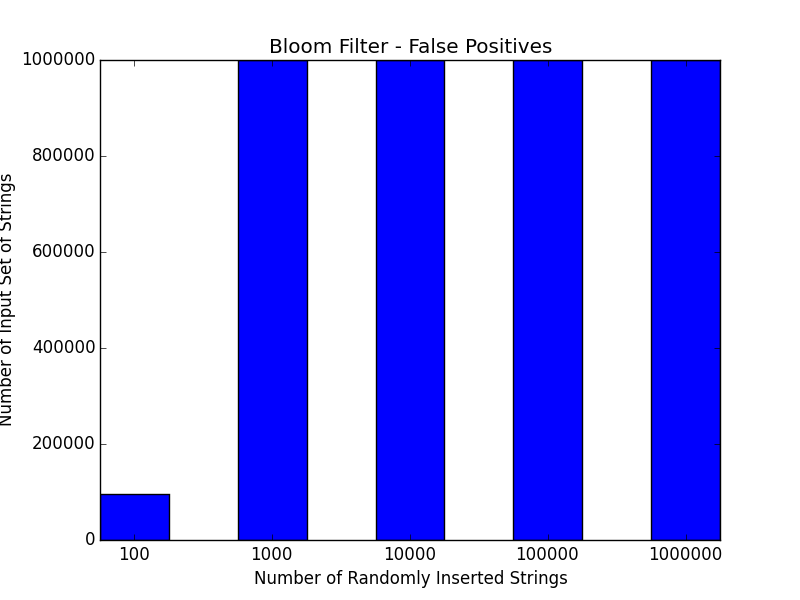 Bloom Filter - False Positives
Number of Input Set of Strings
1000000
800000
600000
400000
200000
0
100 1000 10000 100000 1000000
Number of Randomly Inserted Strings